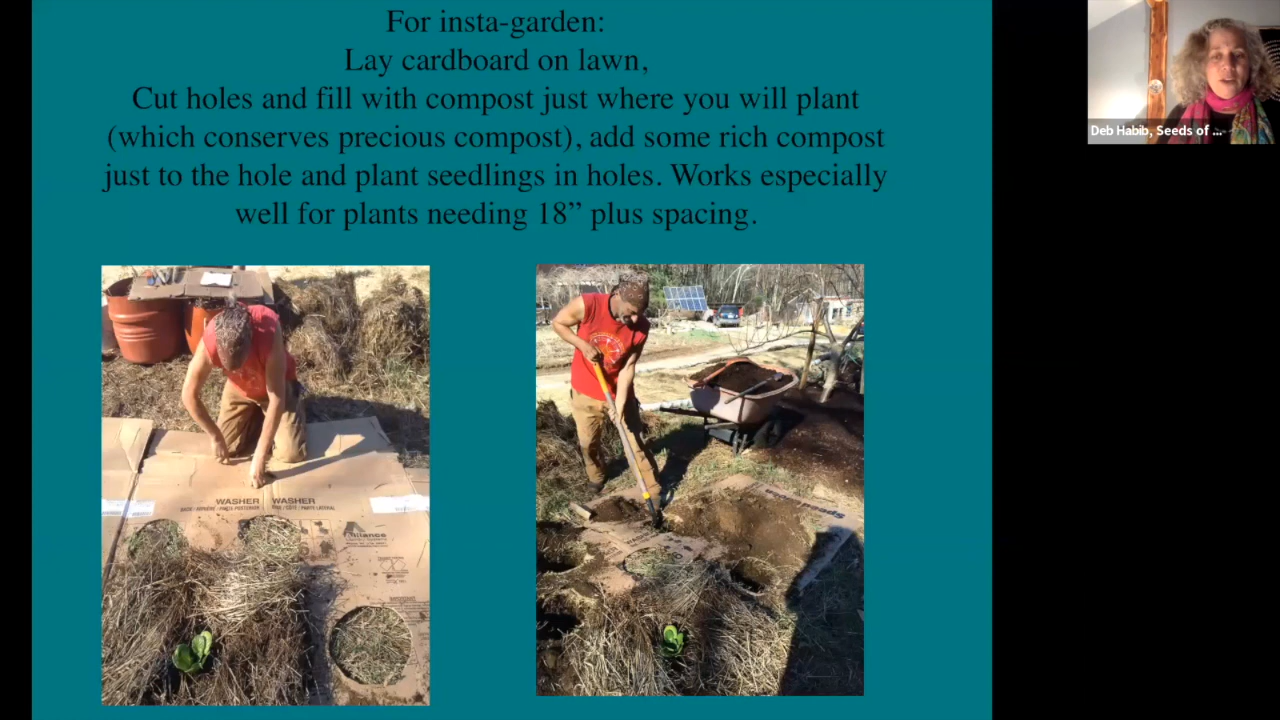 For insta-garden:
Lay cardboard on lawn,
Cut holes and fill with compost just where you will plant
(which conserves precious compost), add some rich compost
just to the hole and plant seedlings in holes. Works especially
well for plants needing 18” plus spacing.
Deb Habib, Seeds of ...
WASHER WASHER
Alliance